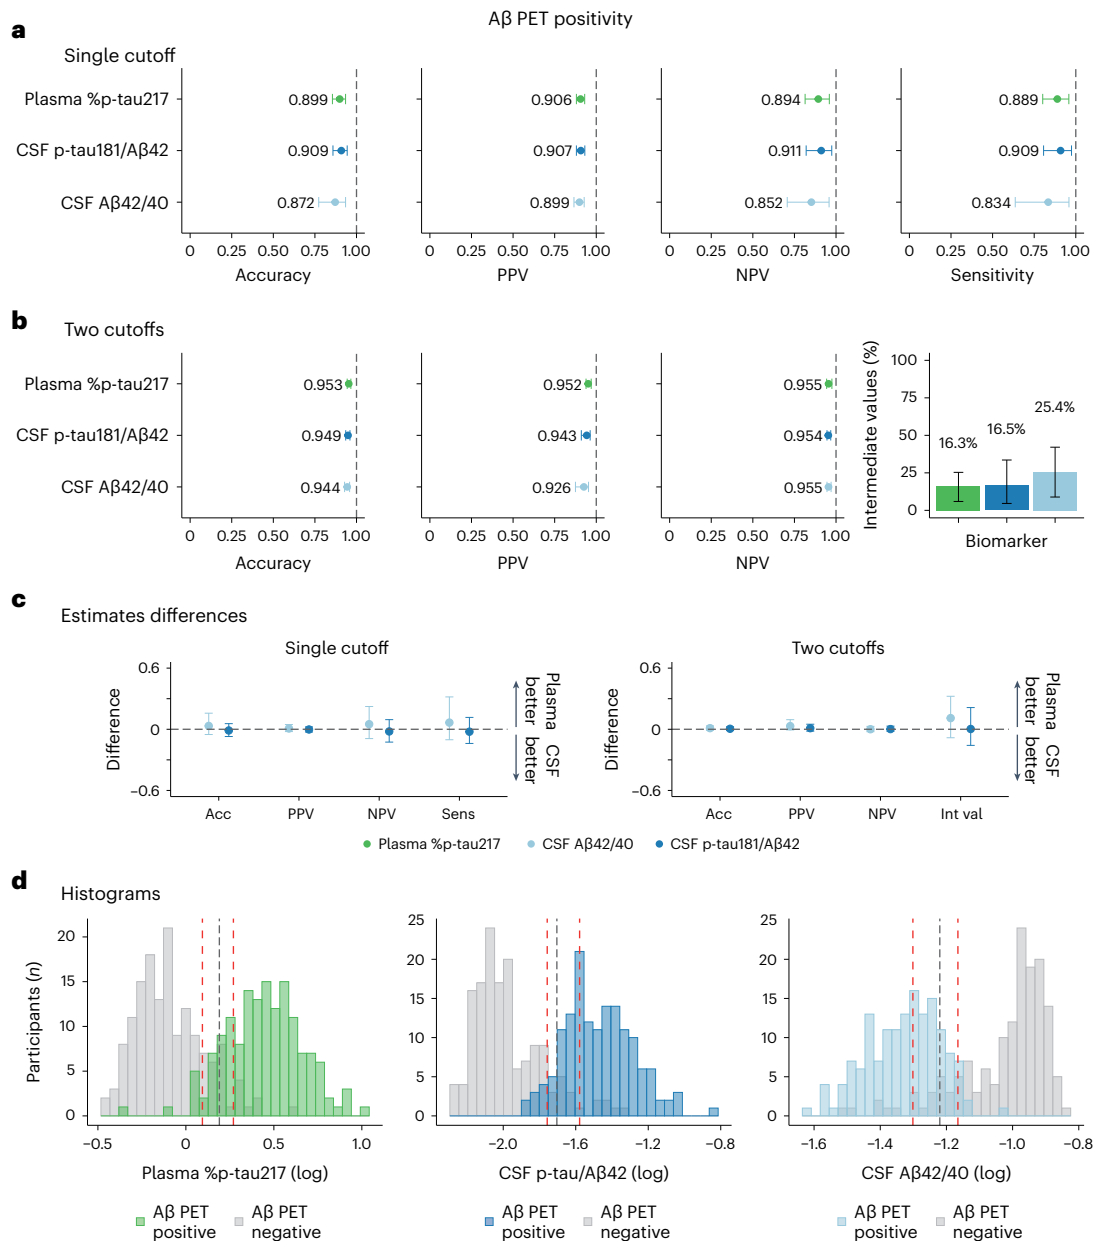 Aβ PET positivity
a
Single cutoff
Plasma %p-tau217
CSF p-tau181/Aβ42
CSF Aβ42/40
0.899
0.909
0.872
0 0.25 0.50 0.75 1.00
Accuracy
0.906
0.907
0.899
0 0.25 0.50 0.75 1.00
PPV
0.894
0.911
0.852
0 0.25 0.50 0.75 1.00
NPV
0.889
0.909
0.834
0 0.25 0.50 0.75 1.00
Sensitivity
b
Two cutoffs
Plasma %p-tau217
CSF p-tau181/Aβ42
CSF Aβ42/40
0.953
0.949
0.944
0 0.25 0.50 0.75 1.00
Accuracy
0.952
0.943
0.926
0 0.25 0.50 0.75 1.00
PPV
0.955
0.954
0.955
0 0.25 0.50 0.75 1.00
NPV
Intermediate values (%)
100
75
50
25
0
16.3%
16.5%
25.4%
Biomarker
c
Estimates differences
Single cutoff
Difference
0.6
0
−0.6
Acc PPV NPV Sens
Plasma better
CSF better
Two cutoffs
Difference
0.6
0
−0.6
Acc PPV NPV Int val
Plasma better
CSF better
Plasma %p-tau217 CSF Aβ42/40 CSF p-tau181/Aβ42
d
Histograms
Participants (n)
20
15
10
5
0
−0.5 0 0.5 1.0
Plasma %p-tau217 (log)
Aβ PET positive
Aβ PET negative
25
20
15
10
5
0
−2.0 −1.6 −1.2 −0.8
CSF p-tau/Aβ42 (log)
Aβ PET positive
Aβ PET negative
25
20
15
10
5
0
−1.6 −1.4 −1.2 −1.0 −0.8
CSF Aβ42/40 (log)
Aβ PET positive
Aβ PET negative